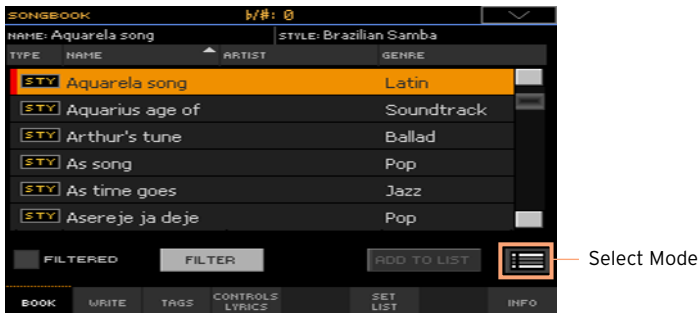 SONGBOOK ♭/#: 0
NAME: Aquarela song STYLE: Brazilian Samba
TYPE NAME ARTIST GENRE
STY Aquarela song Latin
STY Aquarius age of Soundtrack
STY Arthur's tune Ballad
STY As song Pop
STY As time goes Jazz
STY Asereje ja deje Pop
FILTERED FILTER ADD TO LIST Select Mode
BOOK WRITE TAGS CONTROLS LYRICS SET LIST INFO